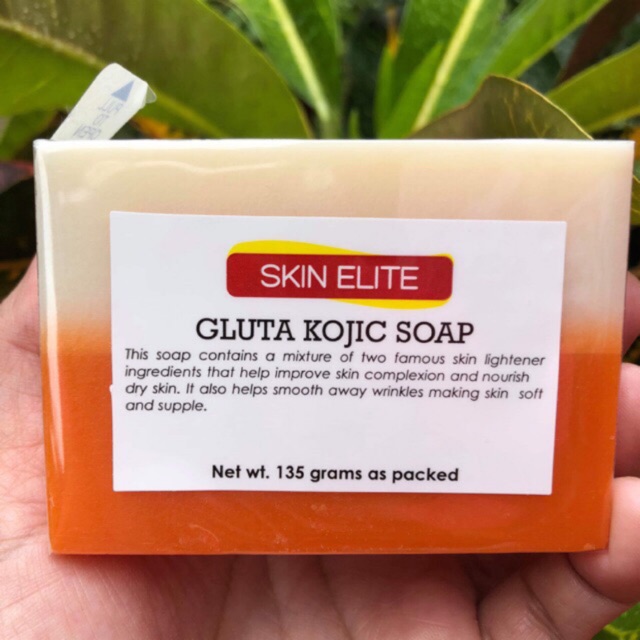 SKIN ELITE
GLUTA KOJIC SOAP
This soap contains a mixture of two famous skin lightener
ingredients that help improve skin complexion and nourish
dry skin. It also helps smooth away wrinkles making skin soft
and supple.
Net wt. 135 grams as packed